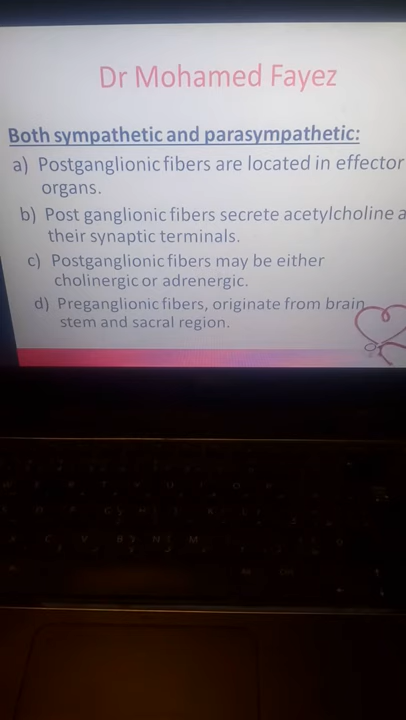 Dr Mohamed Fayez
Both sympathetic and parasympathetic:
a) Postganglionic fibers are located in effector
organs.
b) Post ganglionic fibers secrete acetylcholine a
their synaptic terminals.
c) Postganglionic fibers may be either
cholinergic or adrenergic.
d) Preganglionic fibers, originate from brain
stem and sacral region.